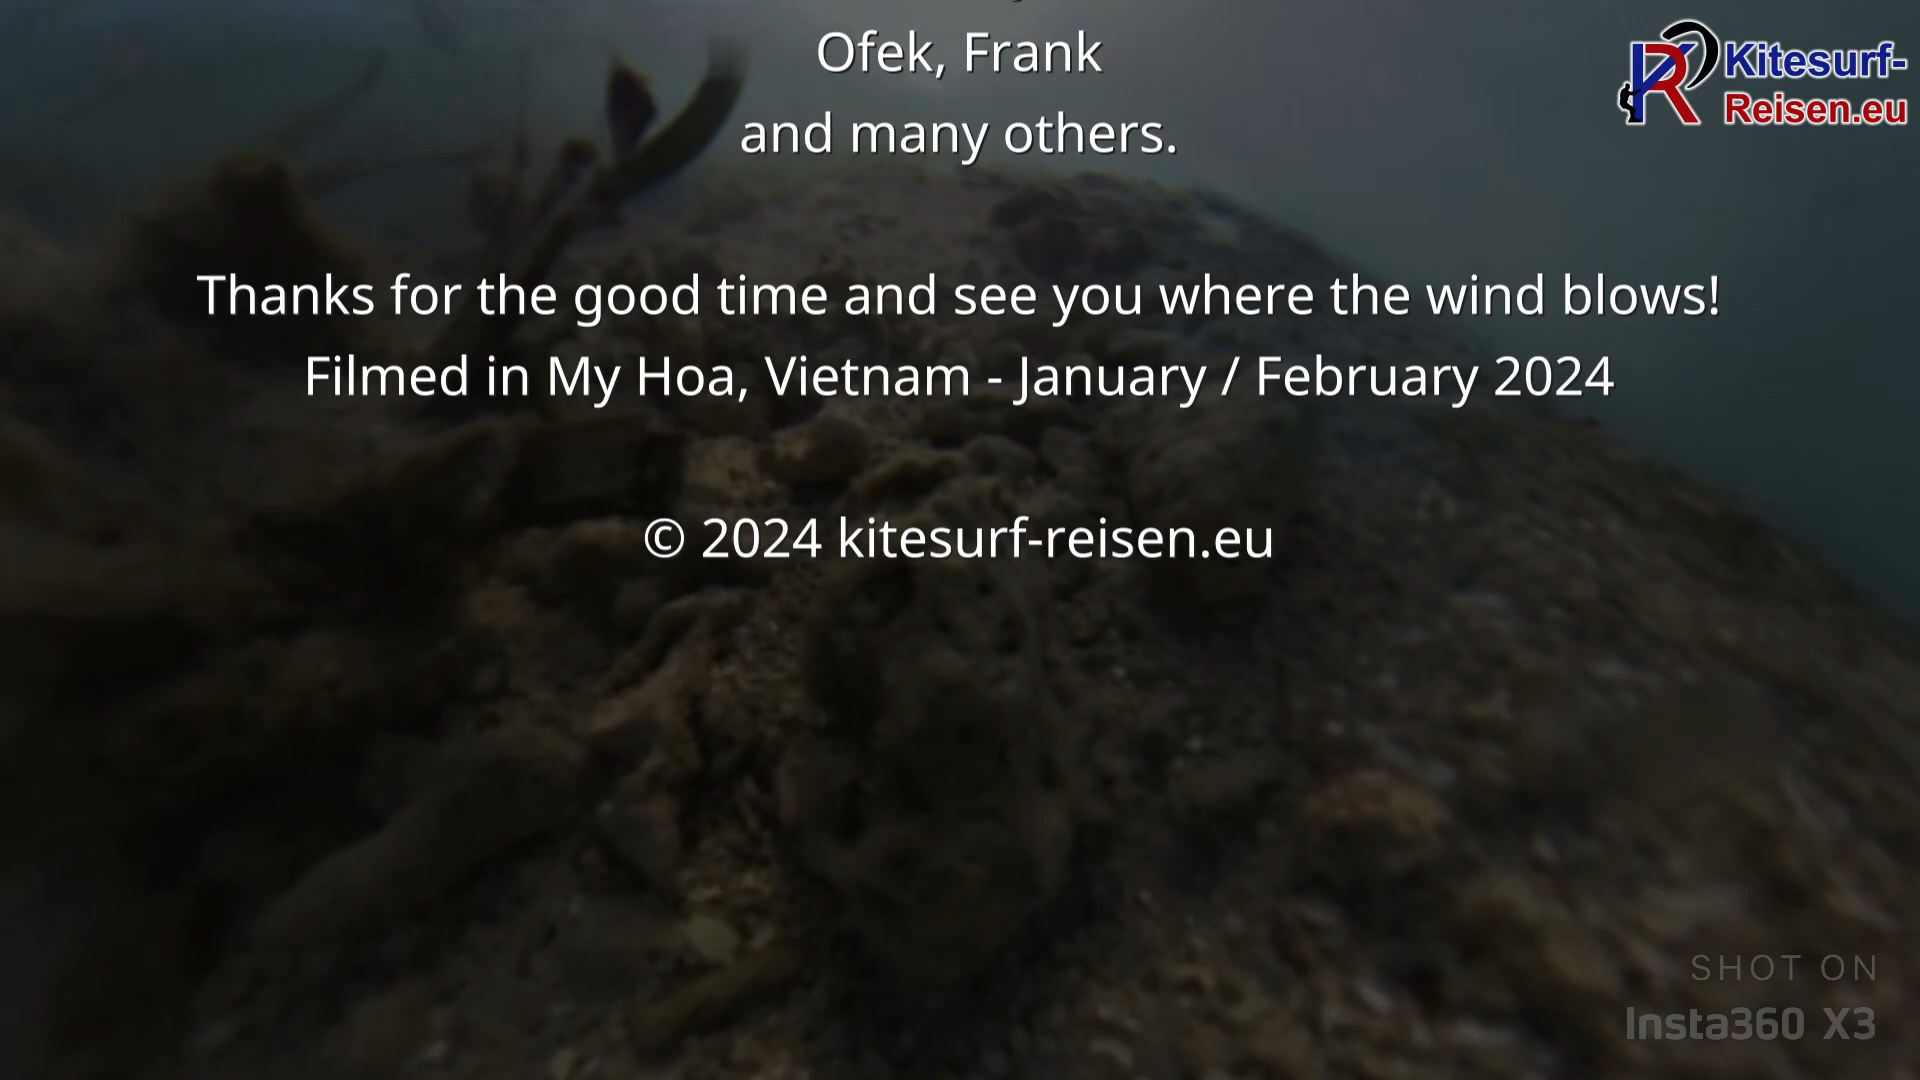 Ofek, Frank
and many others.
Kitesurf-
Reisen.eu
Thanks for the good time and see you where the wind blows!
Filmed in My Hoa, Vietnam - January / February 2024
© 2024 kitesurf-reisen.eu
SHOT ON
Insta360 X3